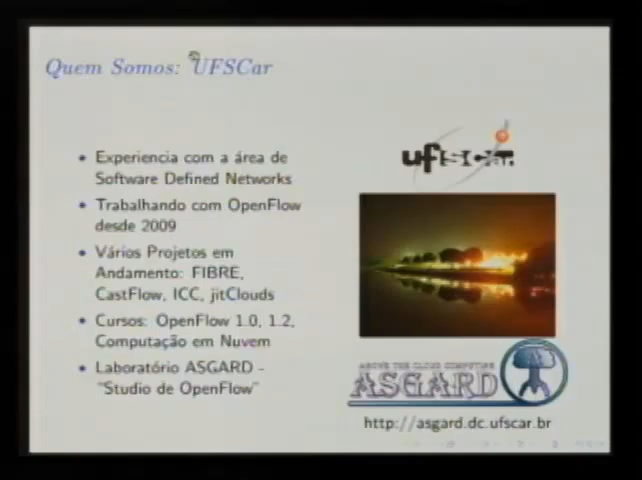 Quem Somos: UFSCar
• Experiencia com a área de
Software Defined Networks
• Trabalhando com OpenFlow
desde 2009
• Vários Projetos em
Andamento: FIBRE,
CastFlow, ICC, jitClouds
• Cursos: OpenFlow 1.0, 1.2,
Computação em Nuvem
• Laboratório ASGARD -
"Studio de OpenFlow"
ufscar
ABOVE THE CLOUD COMPUTING
ASGARD
http://asgard.dc.ufscar.br